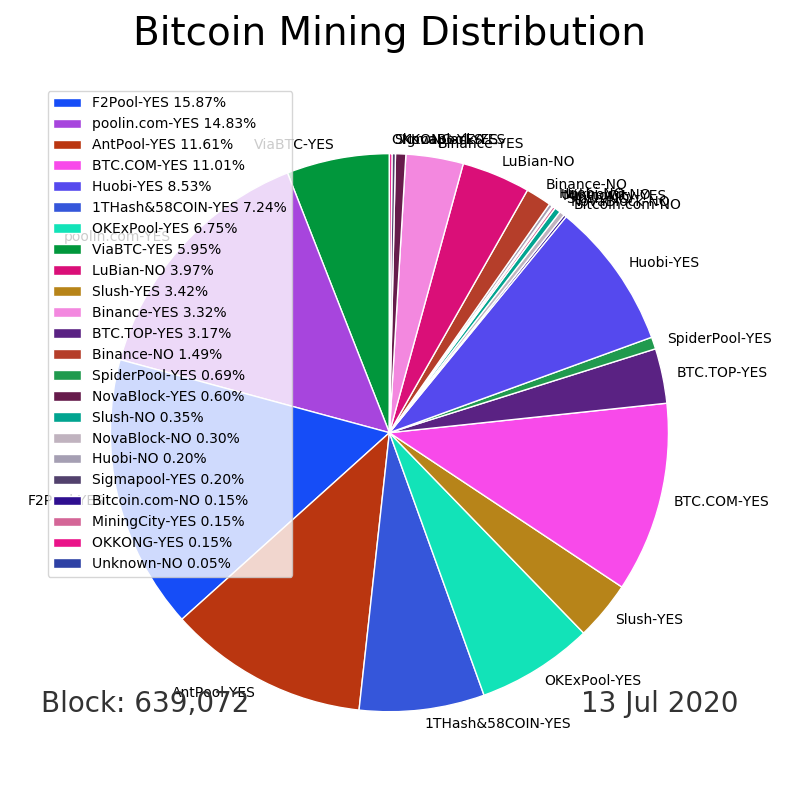 Bitcoin Mining Distribution
F2Pool-YES 15.87%
poolin.com-YES 14.83%
AntPool-YES 11.61%
BTC.COM-YES 11.01%
Huobi-YES 8.53%
1THash&58COIN-YES 7.24%
OKExPool-YES 6.75%
ViaBTC-YES 5.95%
LuBian-NO 3.97%
Slush-YES 3.42%
Binance-YES 3.32%
BTC.TOP-YES 3.17%
Binance-NO 1.49%
SpiderPool-YES 0.69%
NovaBlock-YES 0.60%
Slush-NO 0.35%
NovaBlock-NO 0.30%
Huobi-NO 0.20%
Sigmapool-YES 0.20%
Bitcoin.com-NO 0.15%
MiningCity-YES 0.15%
OKKONG-YES 0.15%
Unknown-NO 0.05%
ViaBTC-YES
poolin.com-YES
AntPool-YES
Binance-YES
LuBian-NO
Binance-NO
Bitcoin.com-NO
Huobi-YES
SpiderPool-YES
BTC.TOP-YES
BTC.COM-YES
Slush-YES
OKExPool-YES
1THash&58COIN-YES
Block: 639,072
13 Jul 2020